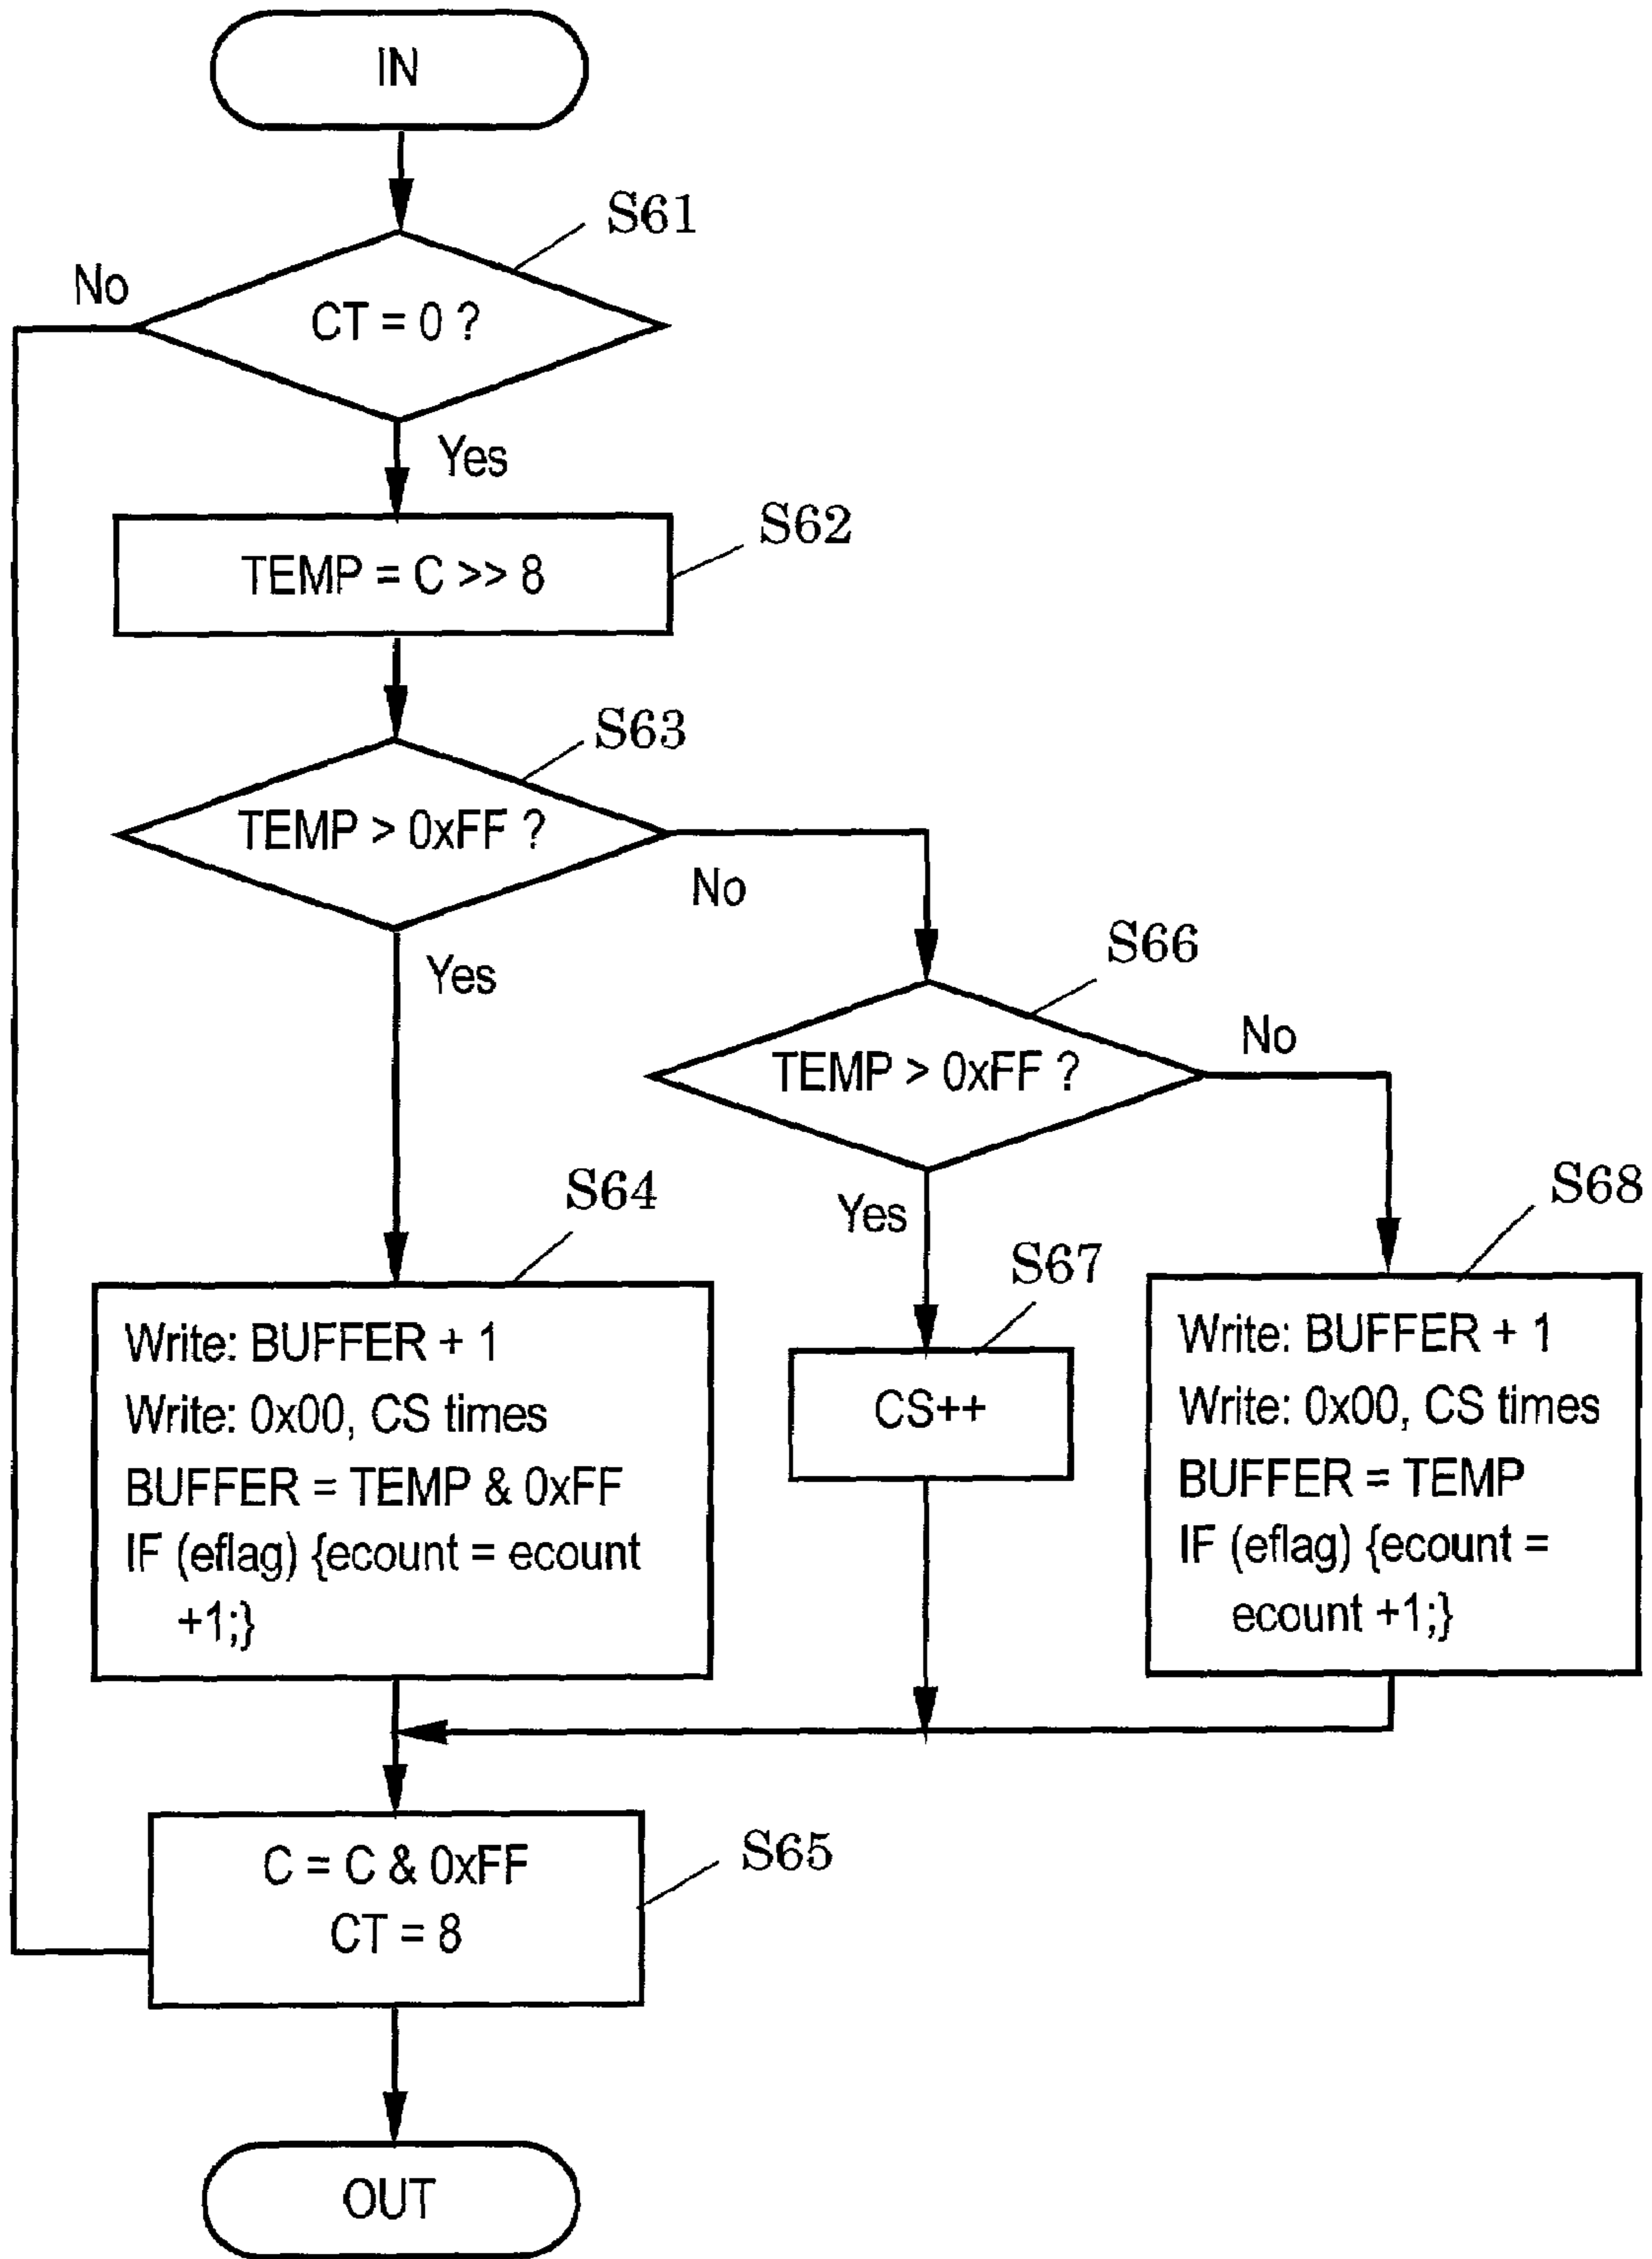 IN
S61
No
CT = 0 ?
Yes
S62
TEMP = C >> 8
S63
TEMP > 0xFF ?
No
Yes
S66
TEMP > 0xFF ?
No
Yes
S64
Write: BUFFER + 1
Write: 0x00, CS times
BUFFER = TEMP & 0xFF
IF (eflag) {ecount = ecount
+1;}
S67
CS++
S68
Write: BUFFER + 1
Write: 0x00, CS times
BUFFER = TEMP
IF (eflag) {ecount =
ecount +1;}
S65
C = C & 0xFF
CT = 8
OUT